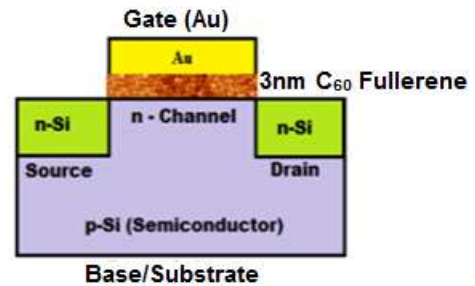 Gate (Au)
Au
3nm C₆₀ Fullerene
n-Si
n - Channel
n-Si
Source
Drain
p-Si (Semiconductor)
Base/Substrate